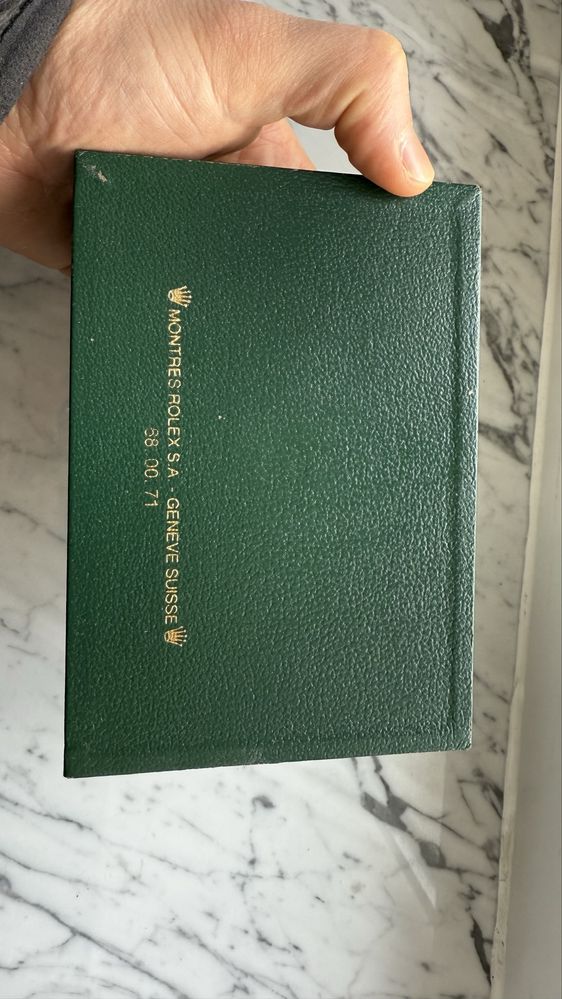 MONTRES ROLEX S.A. - GENEVE SUISSE
68.00.71